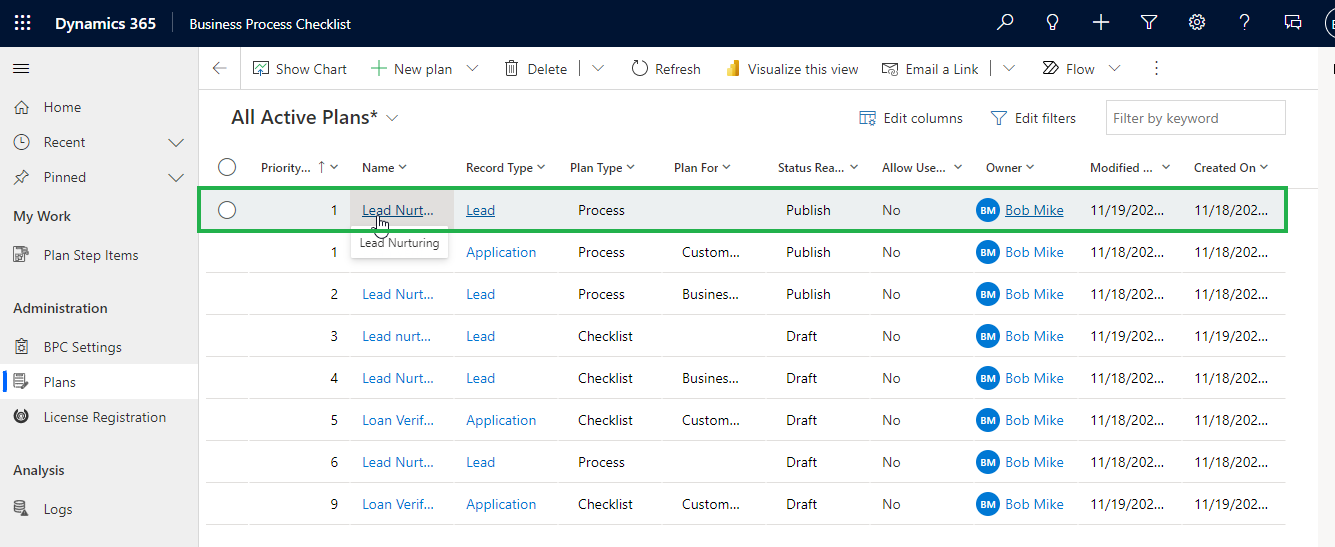 Dynamics 365 Business Process Checklist
Show Chart New plan Delete Refresh Visualize this view Email a Link Flow
Home
Recent
Pinned
My Work
Plan Step Items
Administration
BPC Settings
Plans
License Registration
Analysis
Logs
All Active Plans* Edit columns Edit filters Filter by keyword
Priority... Name Record Type Plan Type Plan For Status Rea... Allow Use... Owner Modified ... Created On
1 Lead Nurt... Lead Process Publish No BM Bob Mike 11/19/202... 11/18/202...
Lead Nurturing
1 Application Process Custom... Publish No BM Bob Mike 11/18/202... 11/18/202...
2 Lead Nurt... Lead Process Busines... Publish No BM Bob Mike 11/18/202... 11/18/202...
3 Lead nurt... Lead Checklist Draft No BM Bob Mike 11/19/202... 11/19/202...
4 Lead Nurt... Lead Checklist Busines... Draft No BM Bob Mike 11/18/202... 11/18/202...
5 Loan Verif... Application Checklist Custom... Draft No BM Bob Mike 11/18/202... 11/18/202...
6 Lead Nurt... Lead Process Draft No BM Bob Mike 11/18/202... 11/18/202...
9 Loan Verif... Application Checklist Custom... Draft No BM Bob Mike 11/19/202... 11/18/202...